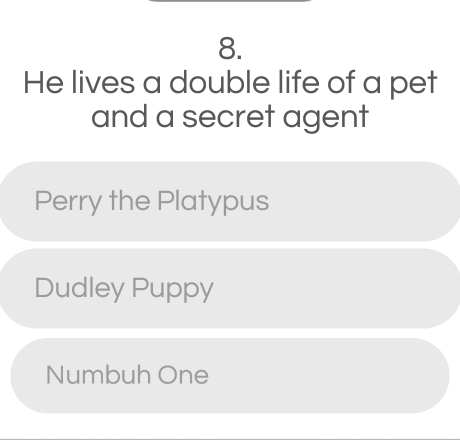 8.
He lives a double life of a pet
and a secret agent
Perry the Platypus
Dudley Puppy
Numbuh One